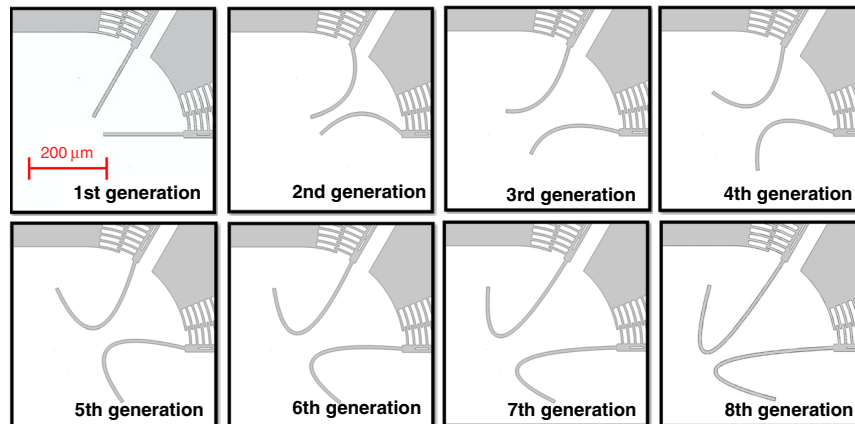 200 μm
1st generation
2nd generation
3rd generation
4th generation
5th generation
6th generation
7th generation
8th generation